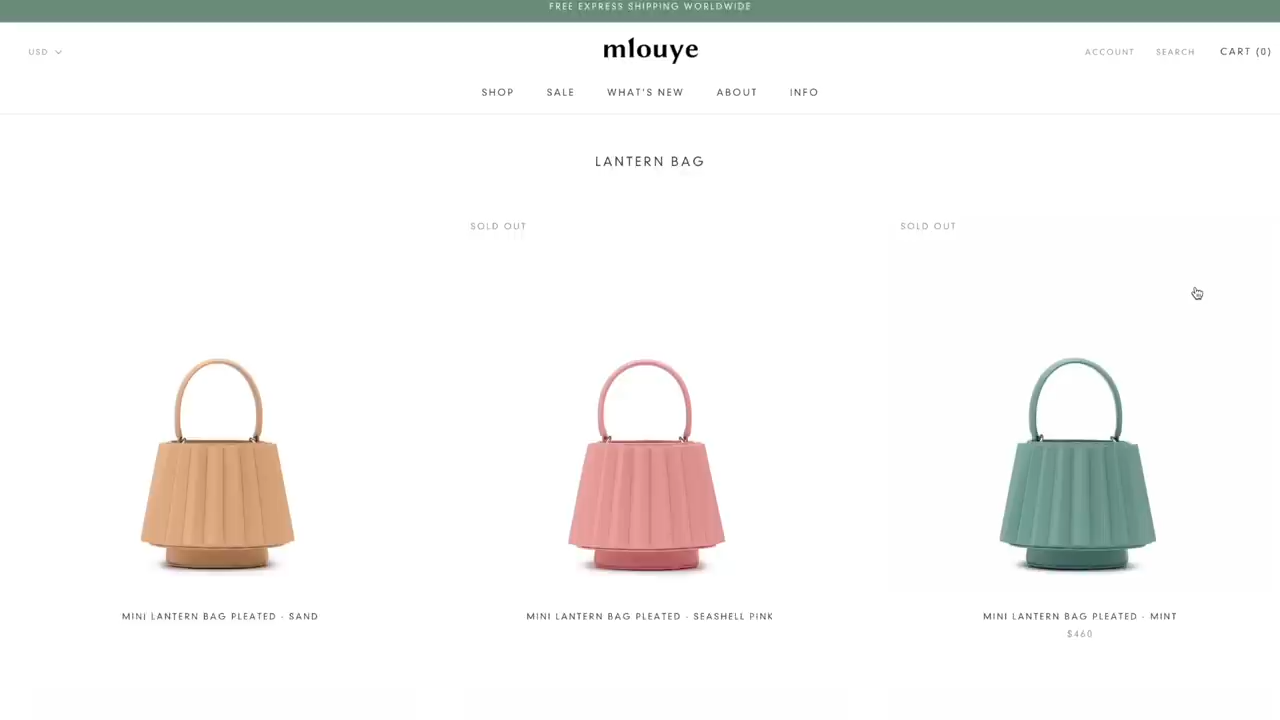 FREE EXPRESS SHIPPING WORLDWIDE
USD
mlouye
ACCOUNT
SEARCH
CART (0)
SHOP
SALE
WHAT'S NEW
ABOUT
INFO
LANTERN BAG
SOLD OUT
SOLD OUT
MINI LANTERN BAG PLEATED - SAND
MINI LANTERN BAG PLEATED - SEASHELL PINK
MINI LANTERN BAG PLEATED - MINT
$460